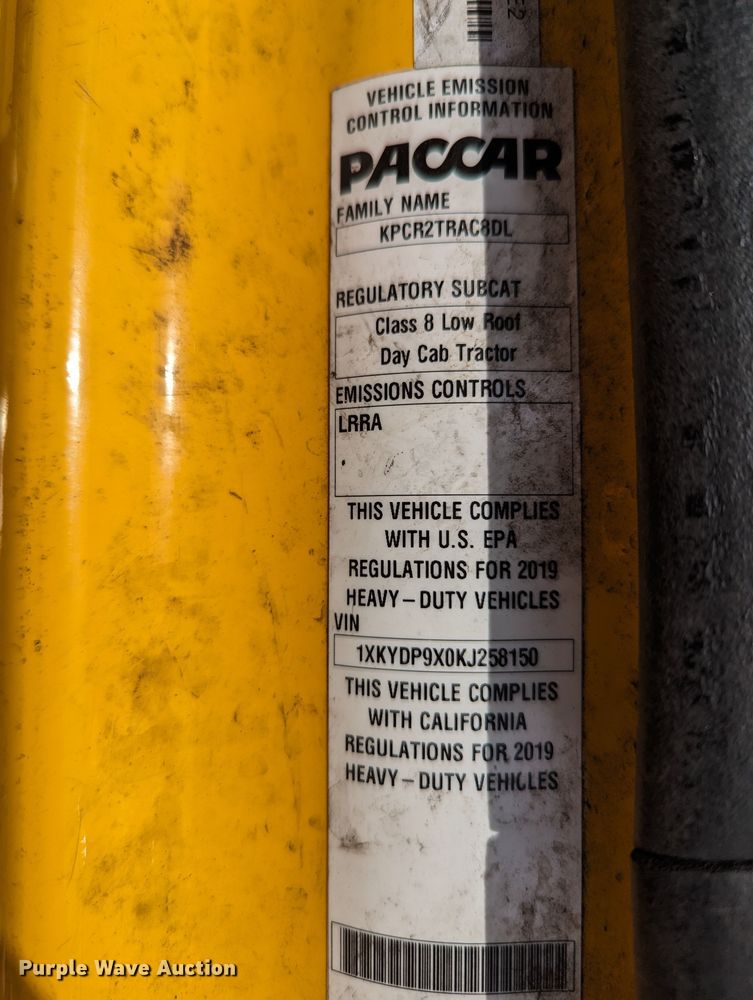 VEHICLE EMISSION
CONTROL INFORMATION
PACCAR
FAMILY NAME
KPCR2TRAC8DL
REGULATORY SUBCAT
Class 8 Low Roof
Day Cab Tractor
EMISSIONS CONTROLS
LRRA
THIS VEHICLE COMPLIES
WITH U.S. EPA
REGULATIONS FOR 2019
HEAVY-DUTY VEHICLES
VIN
1XKYDP9X0KJ258150
THIS VEHICLE COMPLIES
WITH CALIFORNIA
REGULATIONS FOR 2019
HEAVY-DUTY VEHICLES
Purple Wave Auction